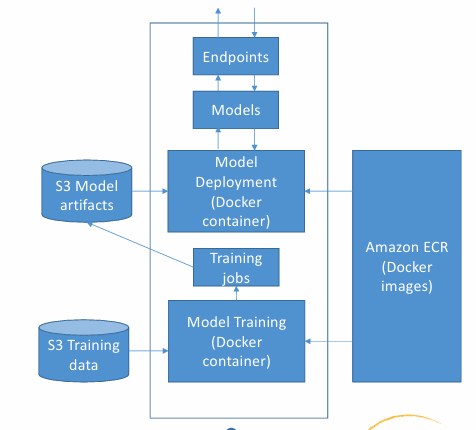 Endpoints
Models
Model
Deployment
(Docker
container)
S3 Model
artifacts
Amazon ECR
(Docker
images)
Training
jobs
Model Training
(Docker
container)
S3 Training
data